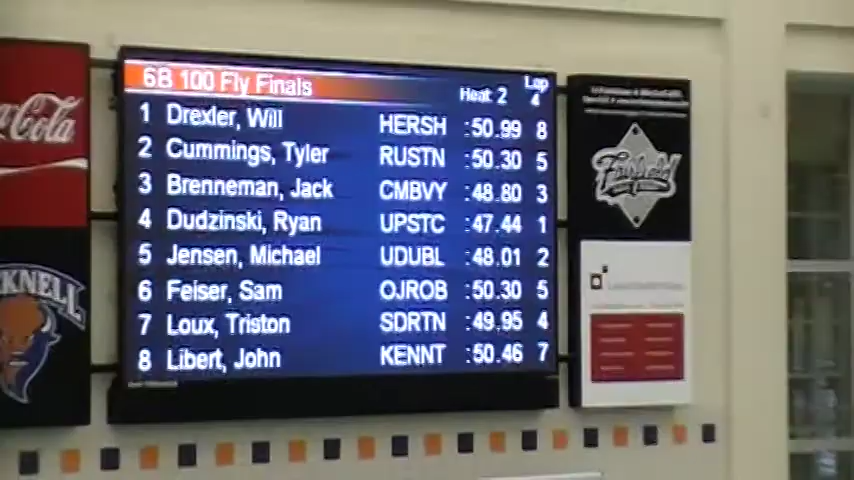 6B 100 Fly Finals Heat 2 Lap 4
1 Drexler, Will HERSH :50.99 8
2 Cummings, Tyler RUSTN :50.30 5
3 Brenneman, Jack CMBVY :48.80 3
4 Dudzinski, Ryan UPSTC :47.44 1
5 Jensen, Michael UDUBL :48.01 2
6 Feiser, Sam OJROB :50.30 5
7 Loux, Triston SDRTN :49.95 4
8 Libert, John KENNT :50.46 7
Coca-Cola
CKNELL